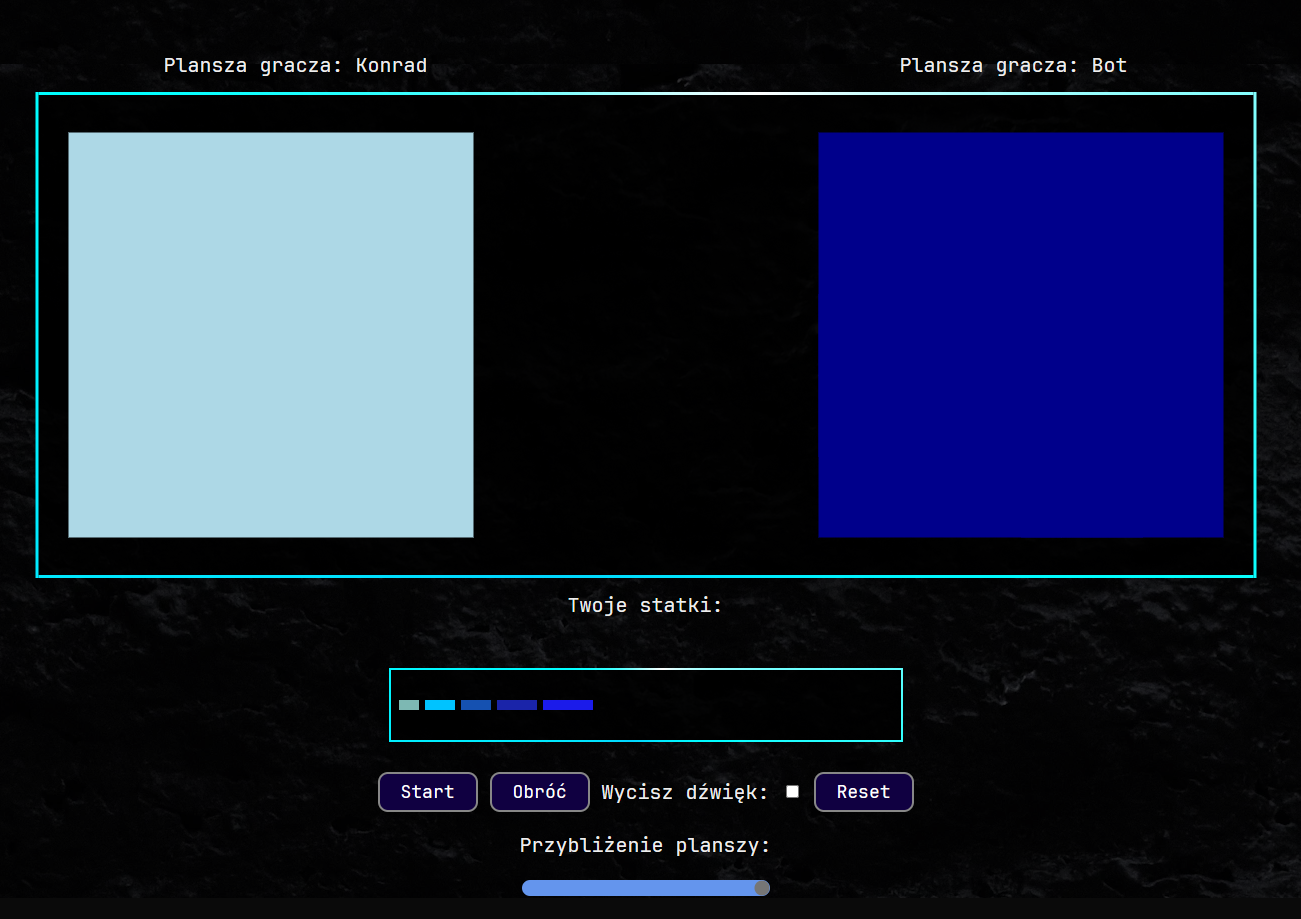 Plansza gracza: Konrad
Plansza gracza: Bot
Twoje statki:
Start
Obróć
Wycisz dźwięk:
Reset
Przybliżenie planszy: